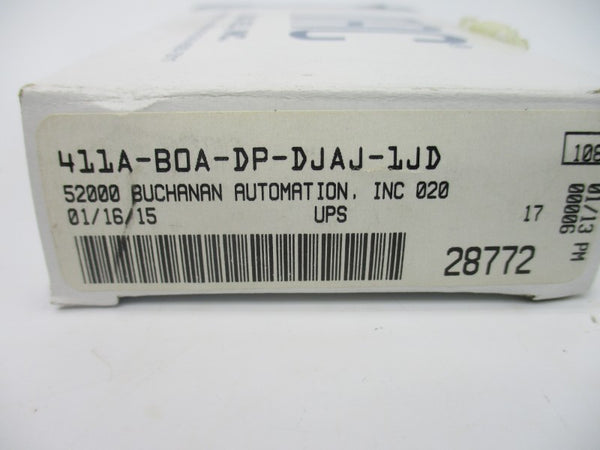 411A-B0A-DP-DJAJ-1JD
52000 BUCHANAN AUTOMATION, INC 020
01/16/15 UPS 17
28772
108
01/13 PM
00006